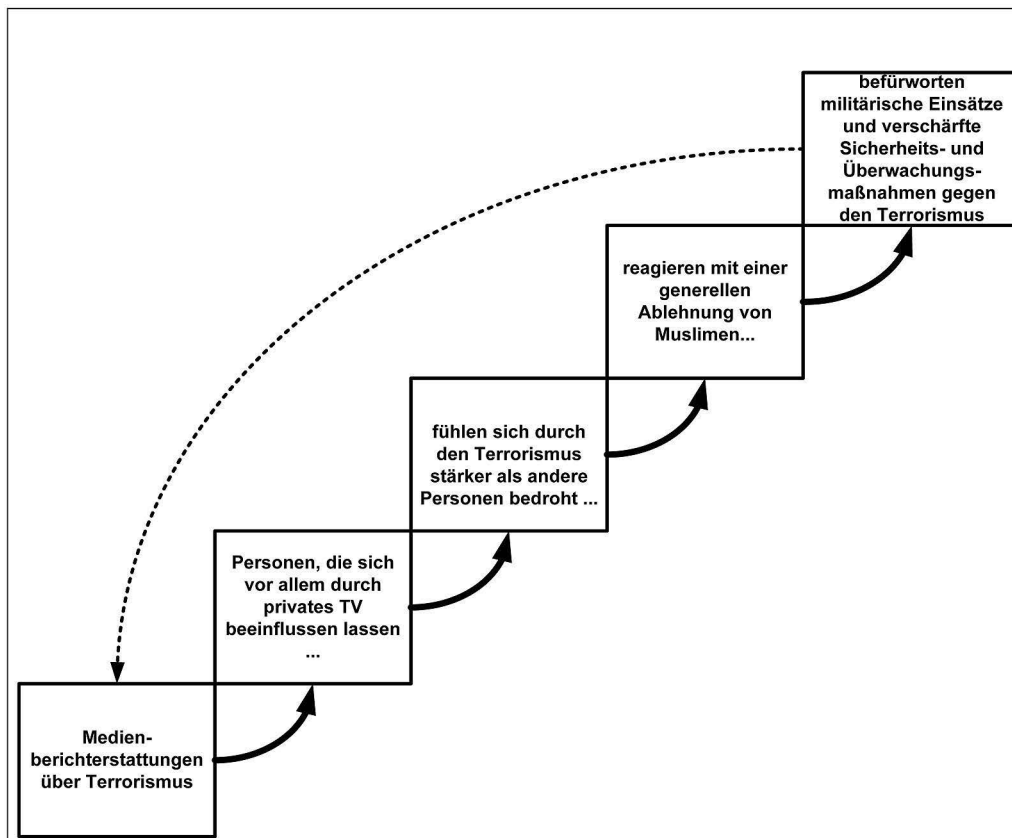 befürworten
militärische Einsätze
und verschärfte
Sicherheits- und
Überwachungs-
maßnahmen gegen
den Terrorismus
reagieren mit einer
generellen
Ablehnung von
Muslimen...
fühlen sich durch
den Terrorismus
stärker als andere
Personen bedroht ...
Personen, die sich
vor allem durch
privates TV
beeinflussen lassen
...
Medien-
berichterstattungen
über Terrorismus